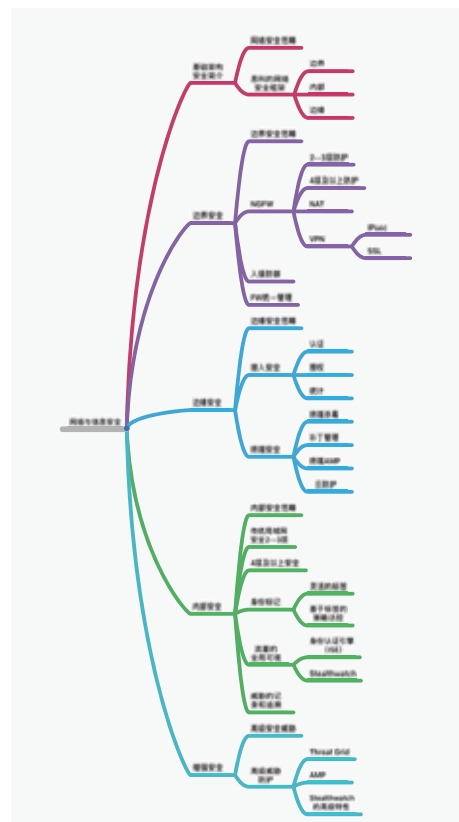 网络安全范畴
基础架构
安全简介
边界
思科的网络
安全框架
内部
边缘
边界安全范畴
2—3层防护
4层及以上防护
边界安全
NGFW
NAT
VPN
IPsec
SSL
入侵防御
FW统一管理
边缘安全范畴
认证
接入安全
授权
统计
边缘安全
终端杀毒
网络与信息安全
补丁管理
终端安全
终端AMP
云防护
内部安全范畴
传统局域网
安全2—3层
4层及以上安全
灵活的标签
身份标记
内部安全
基于标签的
策略访控
身份认证引擎
(ISE)
流量的
全局可视
Stealthwatch
威胁的记
录和追溯
高级安全威胁
Threat Grid
增强安全
高级威胁
防护
AMP
Stealthwatch
的高级特性